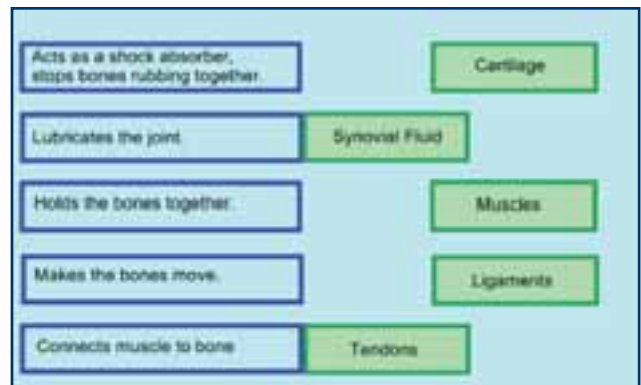 Acts as a shock absorber,
stops bones rubbing together.
Cartilage
Lubricates the joint.
Synovial Fluid
Holds the bones together.
Muscles
Makes the bones move.
Ligaments
Connects muscle to bone
Tendons